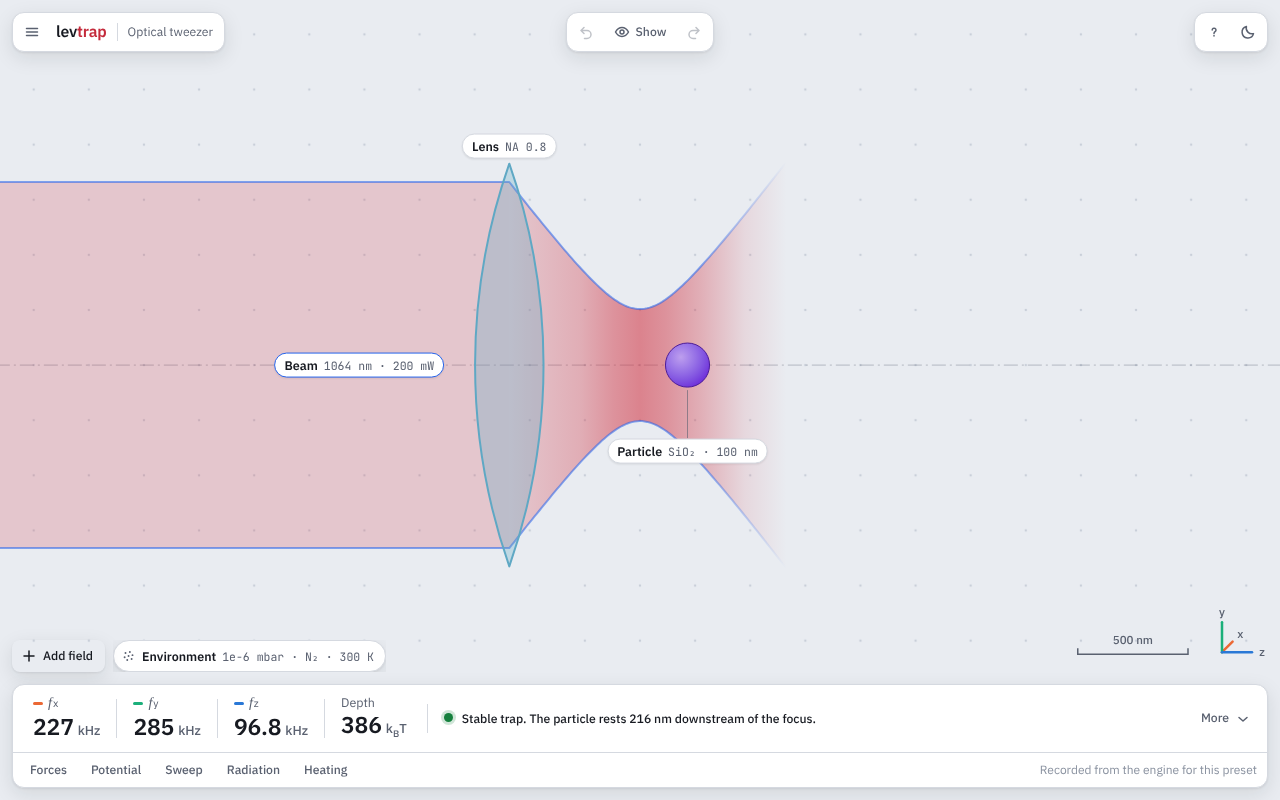 levtrap Optical tweezer
Show
?
Lens NA 0.8
Beam 1064 nm · 200 mW
Particle SiO₂ · 100 nm
y
x
z
500 nm
Add field
Environment 1e-6 mbar · N₂ · 300 K
fx
227 kHz
fy
285 kHz
fz
96.8 kHz
Depth
386 kBT
Stable trap. The particle rests 216 nm downstream of the focus.
More
Forces Potential Sweep Radiation Heating
Recorded from the engine for this preset